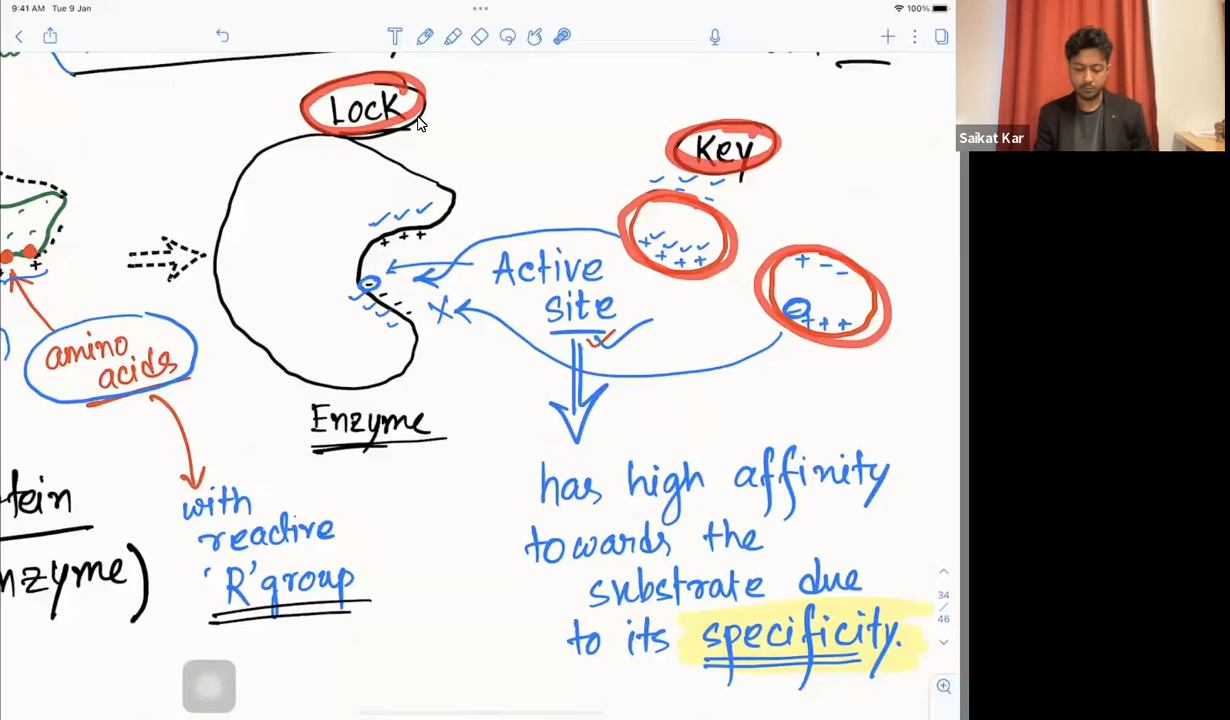 9:41 AM Tue 9 Jan
100%
Saikat Kar
Lock
Key
Active
site
amino
acids
Enzyme
with
reactive
'R' group
tein
nzyme)
has high affinity
towards the
substrate due
to its specificity.
34
/
46